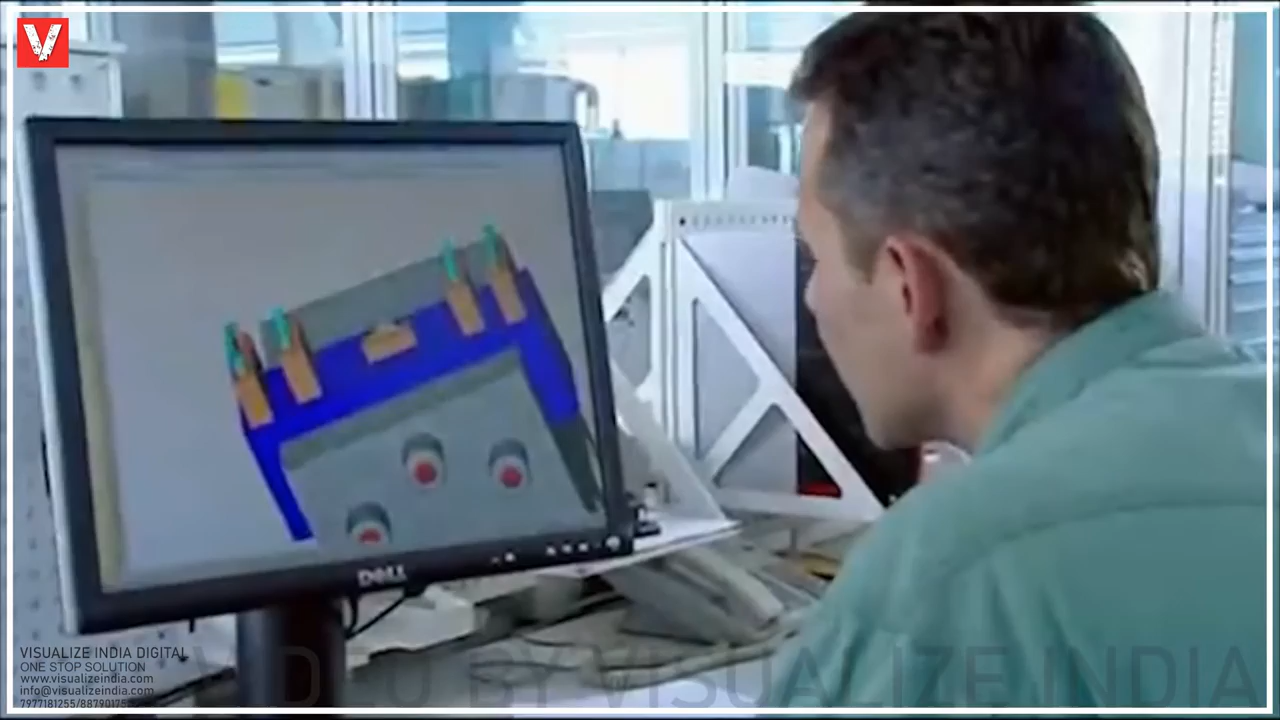 V
DELL
VISUALIZE INDIA DIGITAL
ONE STOP SOLUTION
www.visualizeindia.com
info@visualizeindia.com
VIDEO BY VISUALIZE INDIA